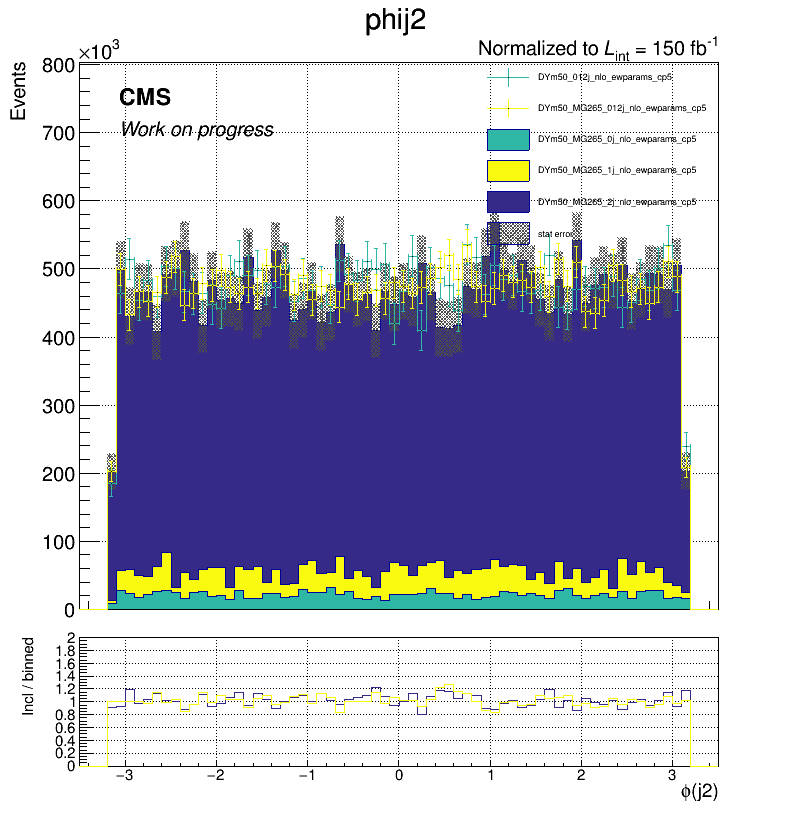 phij2
Normalized to Lint = 150 fb-1
×103
Events
800
700
600
500
400
300
200
100
0
CMS
Work on progress
DYm50_012j_nlo_ewparams_cp5
DYm50_MG265_012j_nlo_ewparams_cp5
DYm50_MG265_0j_nlo_ewparams_cp5
DYm50_MG265_1j_nlo_ewparams_cp5
DYm50_MG265_2j_nlo_ewparams_cp5
stat error
Incl / binned
2
1.8
1.6
1.4
1.2
1
0.8
0.6
0.4
0.2
0
−3 −2 −1 0 1 2 3
ϕ(j2)